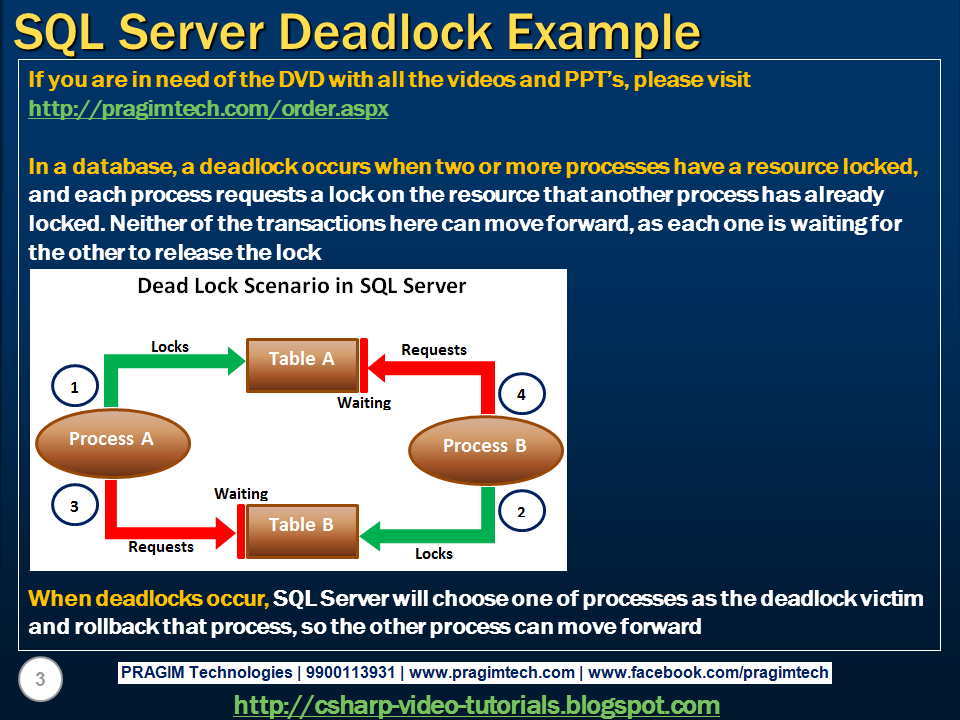 SQL Server Deadlock Example
If you are in need of the DVD with all the videos and PPT's, please visit
http://pragimtech.com/order.aspx
In a database, a deadlock occurs when two or more processes have a resource locked,
and each process requests a lock on the resource that another process has already
locked. Neither of the transactions here can move forward, as each one is waiting for
the other to release the lock
Dead Lock Scenario in SQL Server
Locks
Table A
Requests
Waiting
1
4
Process A
Process B
3
Waiting
2
Table B
Requests
Locks
When deadlocks occur, SQL Server will choose one of processes as the deadlock victim
and rollback that process, so the other process can move forward
3
PRAGIM Technologies | 9900113931 | www.pragimtech.com | www.facebook.com/pragimtech
http://csharp-video-tutorials.blogspot.com